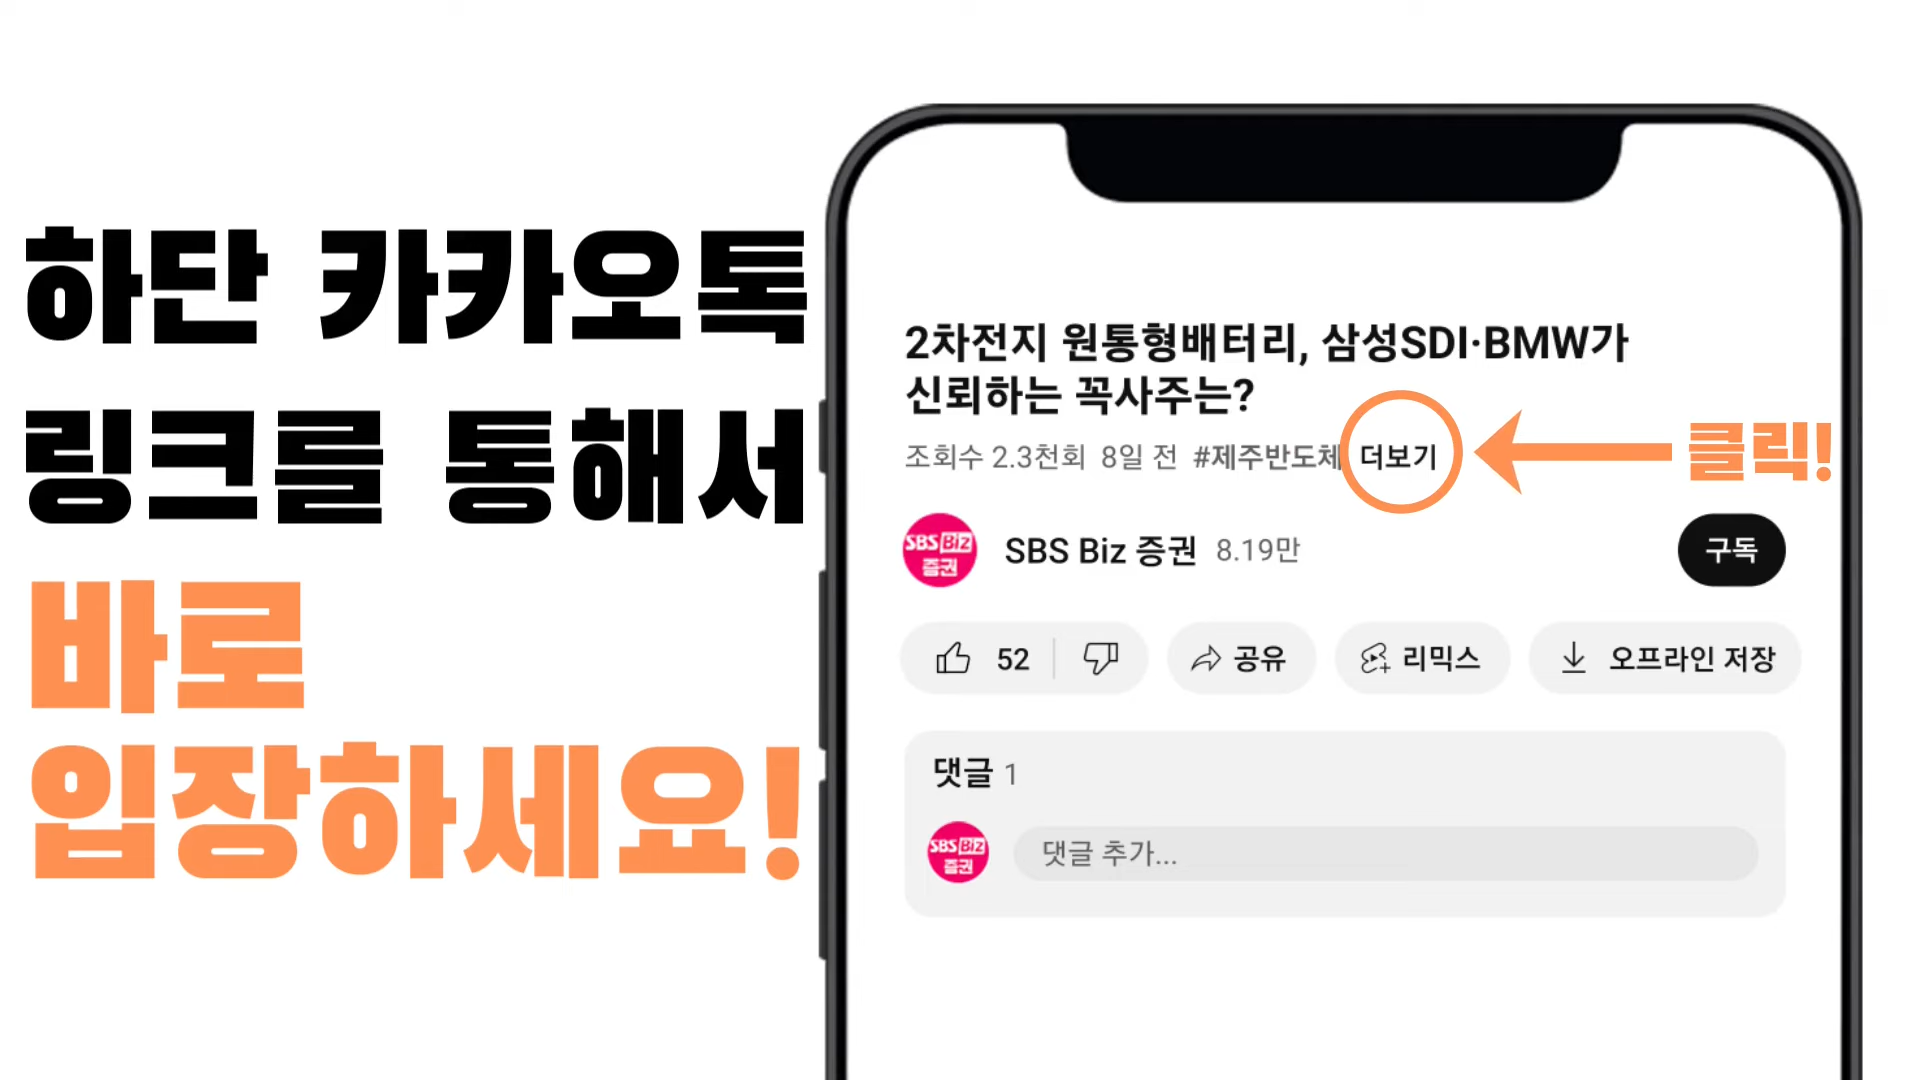 하단 카카오톡
링크를 통해서
바로
입장하세요!
2차전지 원통형배터리, 삼성SDI·BMW가
신뢰하는 꼭사주는?
조회수 2.3천회 8일 전 #제주반도체 더보기
클릭!
SBS Biz 증권
SBS Biz 증권 8.19만
구독
52
공유
리믹스
오프라인 저장
댓글 1
SBS Biz 증권
댓글 추가...